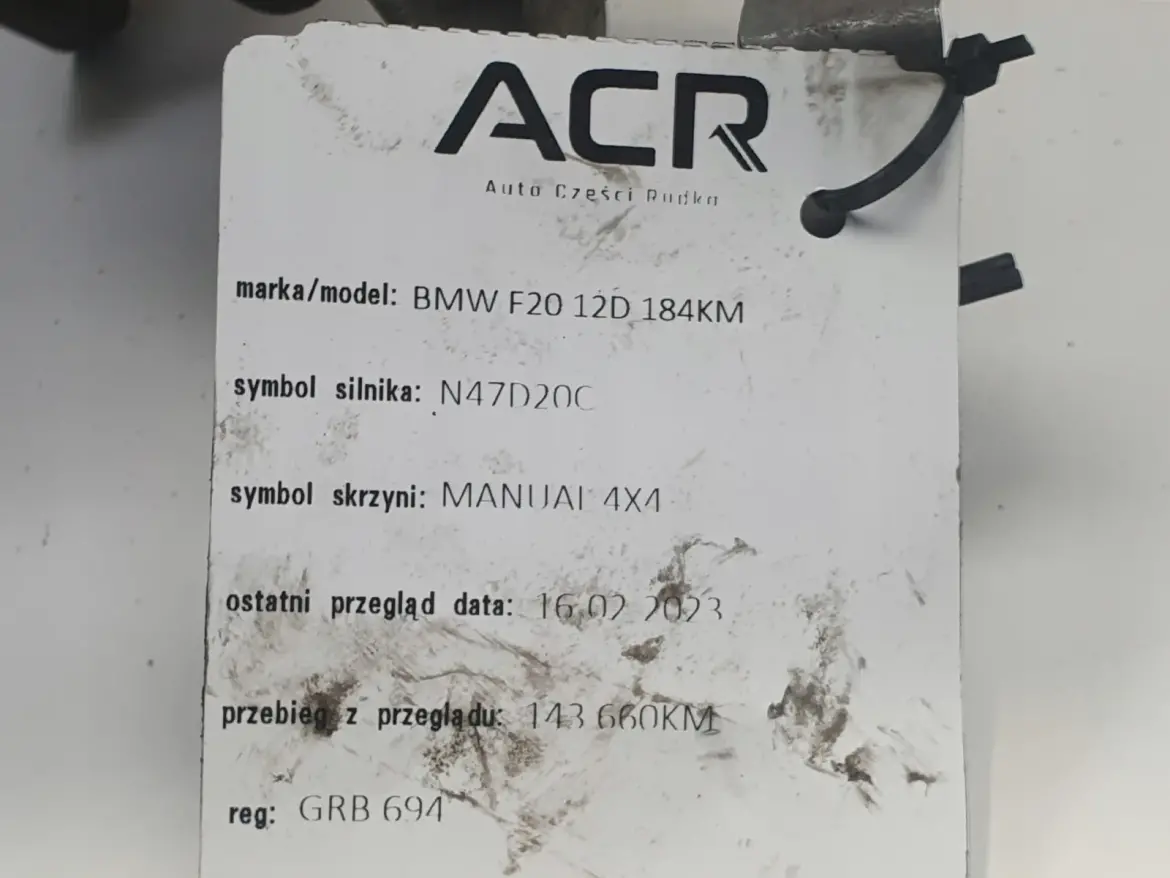 ACR
Auto Części Rudka
marka/model: BMW F20 12D 184KM
symbol silnika: N47D20C
symbol skrzyni: MANUAL 4X4
ostatni przegląd data: 16.02 2023
przebieg z przeglądu: 143 660KM
reg: GRB 694